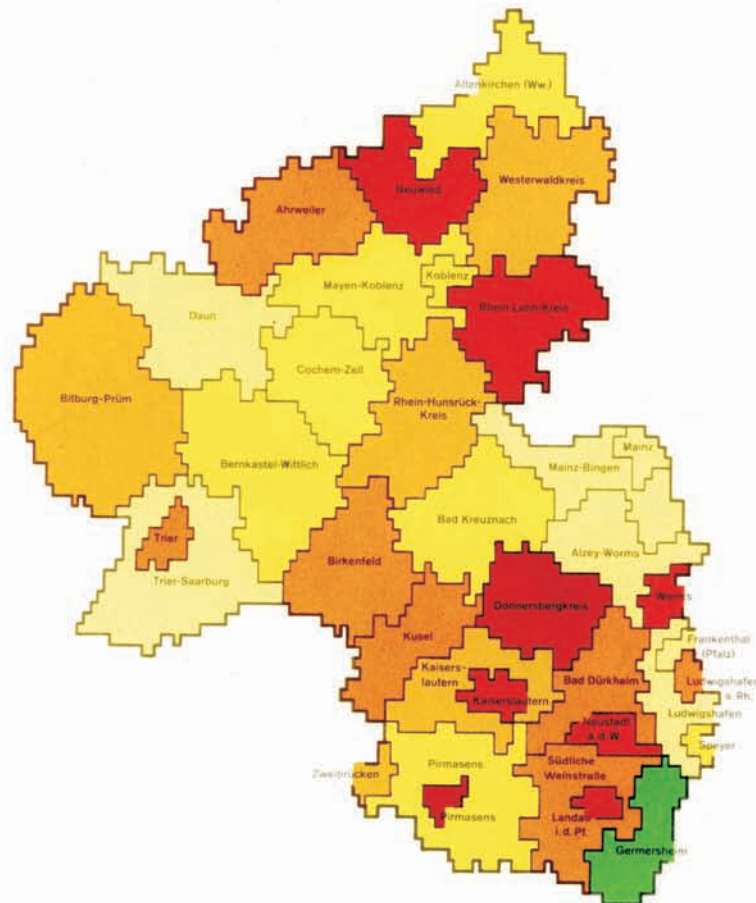 Altenkirchen (Ww.)
Neuwied
Westerwaldkreis
Ahrweiler
Mayen-Koblenz
Koblenz
Rhein-Lahn-Kreis
Daun
Cochem-Zell
Bitburg-Prüm
Rhein-Hunsrück-
Kreis
Bernkastel-Wittlich
Mainz
Mainz-Bingen
Bad Kreuznach
Alzey-Worms
Trier
Trier-Saarburg
Birkenfeld
Donnersbergkreis
Worms
Kusel
Frankenthal
(Pfalz)
Kaisers-
lautern
Kaiserslautern
Bad Dürkheim
Ludwigshafen
a. Rh.
Ludwigshafen
Neustadt
a. d. W.
Speyer
Pirmasens
Zweibrücken
Südliche
Weinstraße
Pirmasens
Landau
i. d. Pf.
Germersheim